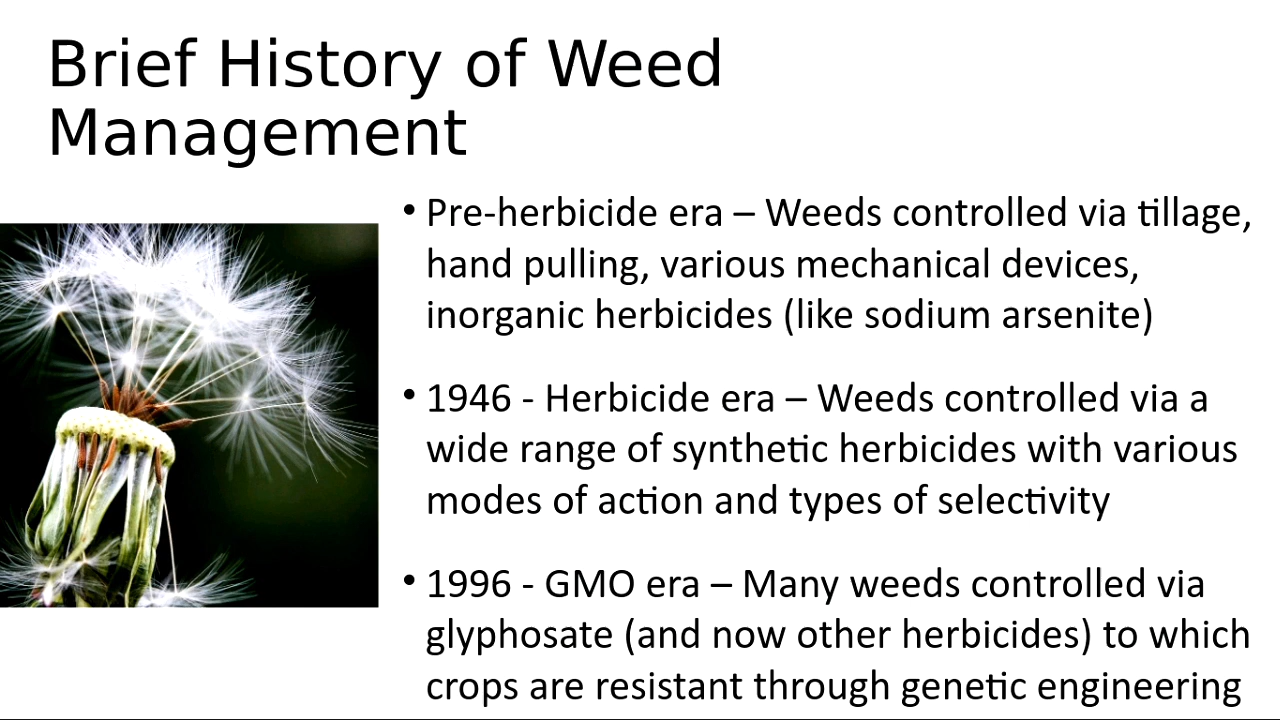 Brief History of Weed
Management
• Pre-herbicide era – Weeds controlled via tillage,
hand pulling, various mechanical devices,
inorganic herbicides (like sodium arsenite)
• 1946 - Herbicide era – Weeds controlled via a
wide range of synthetic herbicides with various
modes of action and types of selectivity
• 1996 - GMO era – Many weeds controlled via
glyphosate (and now other herbicides) to which
crops are resistant through genetic engineering